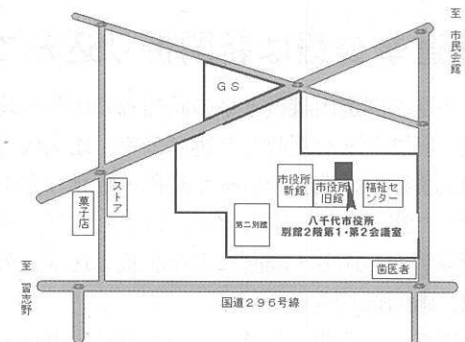 至 市民会館
GS
市役所
新館
市役所
旧館
福祉セ
ンター
八千代市役所
別館2階第1・第2会議室
第二別館
ストア
菓子店
歯医者
至 習志野
国道296号線